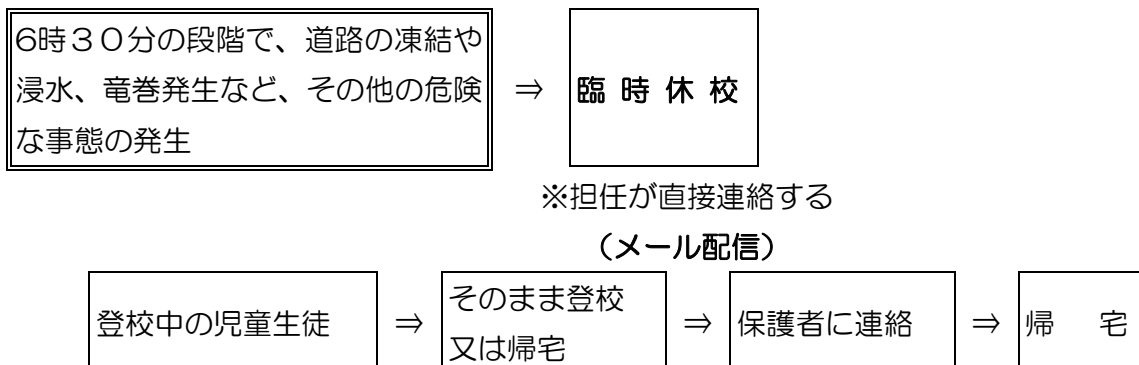 6時30分の段階で、道路の凍結や
浸水、竜巻発生など、その他の危険
な事態の発生
⇒
臨 時 休 校
※担任が直接連絡する
(メール配信)
登校中の児童生徒
⇒
そのまま登校
又は帰宅
⇒
保護者に連絡
⇒
帰　宅